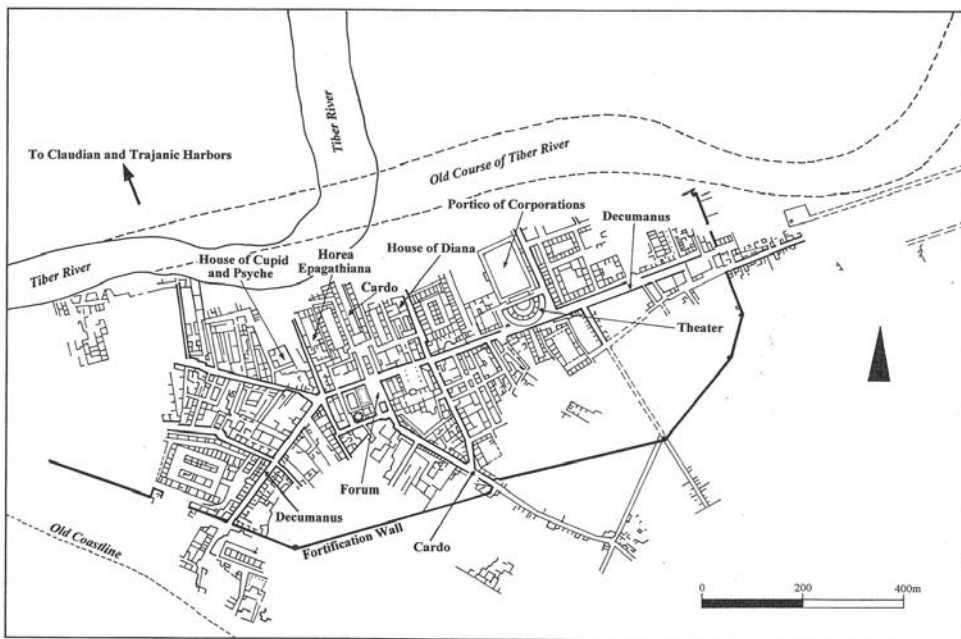 Tiber River
To Claudian and Trajanic Harbors
Old Course of Tiber River
Portico of Corporations
Decumanus
Tiber River
House of Cupid
and Psyche
Horea
Epagathiana
House of Diana
Cardo
Theater
Forum
Decumanus
Fortification Wall
Cardo
Old Coastline
0 200 400m